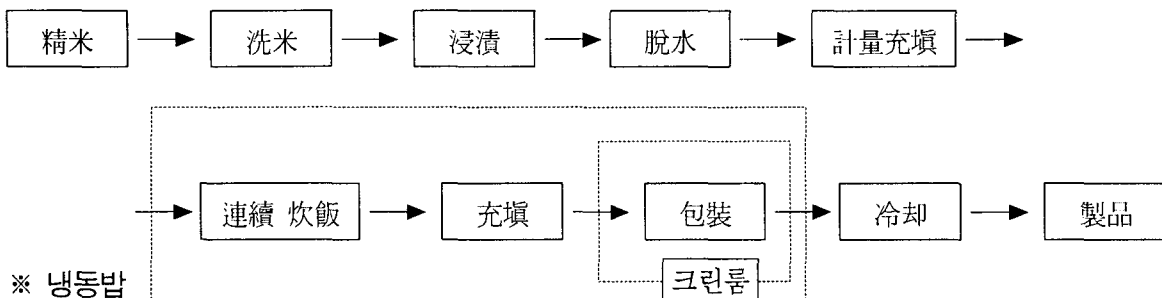 精米 洗米 浸漬 脫水 計量充塡
連續 炊飯 充塡 包裝 冷却 製品
크린룸
※ 냉동밥